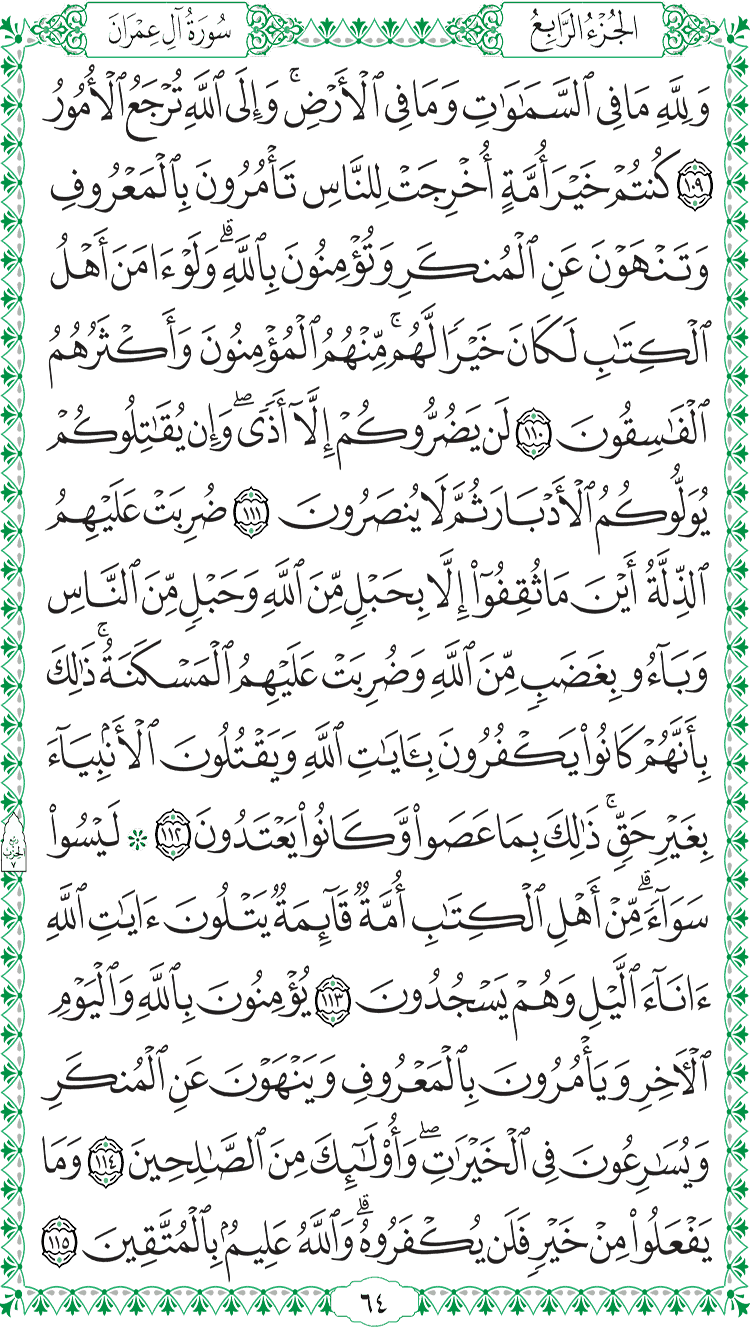 الجُزْءُ الرَّابِعُ
سُورَةُ آلِ عِمْرَانَ
وَلِلَّهِ مَا فِي ٱلسَّمَٰوَٰتِ وَمَا فِي ٱلْأَرْضِۚ وَإِلَى ٱللَّهِ تُرْجَعُ ٱلْأُمُورُ
١٠٩ كُنتُمْ خَيْرَ أُمَّةٍ أُخْرِجَتْ لِلنَّاسِ تَأْمُرُونَ بِٱلْمَعْرُوفِ
وَتَنْهَوْنَ عَنِ ٱلْمُنكَرِ وَتُؤْمِنُونَ بِٱللَّهِۗ وَلَوْ ءَامَنَ أَهْلُ
ٱلْكِتَٰبِ لَكَانَ خَيْرًا لَّهُمۚ مِّنْهُمُ ٱلْمُؤْمِنُونَ وَأَكْثَرُهُمُ
ٱلْفَٰسِقُونَ ١١٠ لَن يَضُرُّوكُمْ إِلَّآ أَذًىۖ وَإِن يُقَٰتِلُوكُمْ
يُوَلُّوكُمُ ٱلْأَدْبَارَ ثُمَّ لَا يُنصَرُونَ ١١١ ضُرِبَتْ عَلَيْهِمُ
ٱلذِّلَّةُ أَيْنَ مَا ثُقِفُوٓا۟ إِلَّا بِحَبْلٍ مِّنَ ٱللَّهِ وَحَبْلٍ مِّنَ ٱلنَّاسِ
وَبَآءُو بِغَضَبٍ مِّنَ ٱللَّهِ وَضُرِبَتْ عَلَيْهِمُ ٱلْمَسْكَنَةُۚ ذَٰلِكَ
بِأَنَّهُمْ كَانُوا۟ يَكْفُرُونَ بِـَٔايَٰتِ ٱللَّهِ وَيَقْتُلُونَ ٱلْأَنۢبِيَآءَ
بِغَيْرِ حَقٍّۚ ذَٰلِكَ بِمَا عَصَوا۟ وَّكَانُوا۟ يَعْتَدُونَ ١١٢ ۞ لَيْسُوا۟
سَوَآءًۗ مِّنْ أَهْلِ ٱلْكِتَٰبِ أُمَّةٌ قَآئِمَةٌ يَتْلُونَ ءَايَٰتِ ٱللَّهِ
ءَانَآءَ ٱلَّيْلِ وَهُمْ يَسْجُدُونَ ١١٣ يُؤْمِنُونَ بِٱللَّهِ وَٱلْيَوْمِ
ٱلْـَٔاخِرِ وَيَأْمُرُونَ بِٱلْمَعْرُوفِ وَيَنْهَوْنَ عَنِ ٱلْمُنكَرِ
وَيُسَٰرِعُونَ فِي ٱلْخَيْرَٰتِۖ وَأُو۟لَٰٓئِكَ مِنَ ٱلصَّٰلِحِينَ ١١٤ وَمَا
يَفْعَلُوا۟ مِنْ خَيْرٍ فَلَن يُكْفَرُوهُۗ وَٱللَّهُ عَلِيمٌۢ بِٱلْمُتَّقِينَ ١١٥
٦٤